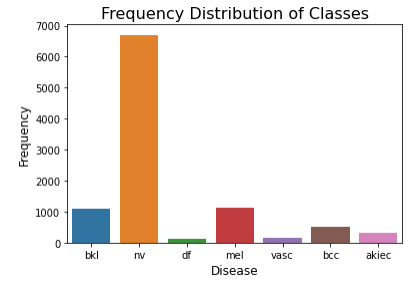 Frequency Distribution of Classes
Frequency
7000
6000
5000
4000
3000
2000
1000
0
bkl nv df mel vasc bcc akiec
Disease